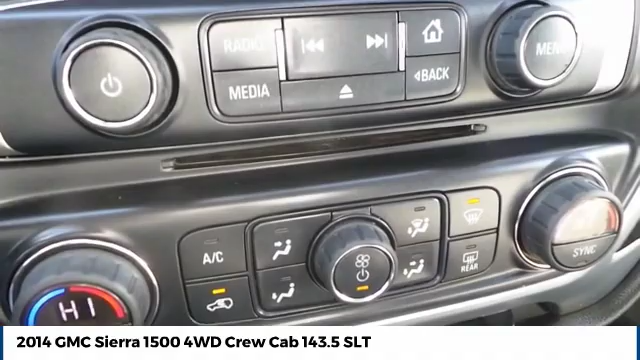 RADIO
MENU
MEDIA
BACK
A/C
REAR
SYNC
HI
2014 GMC Sierra 1500 4WD Crew Cab 143.5 SLT